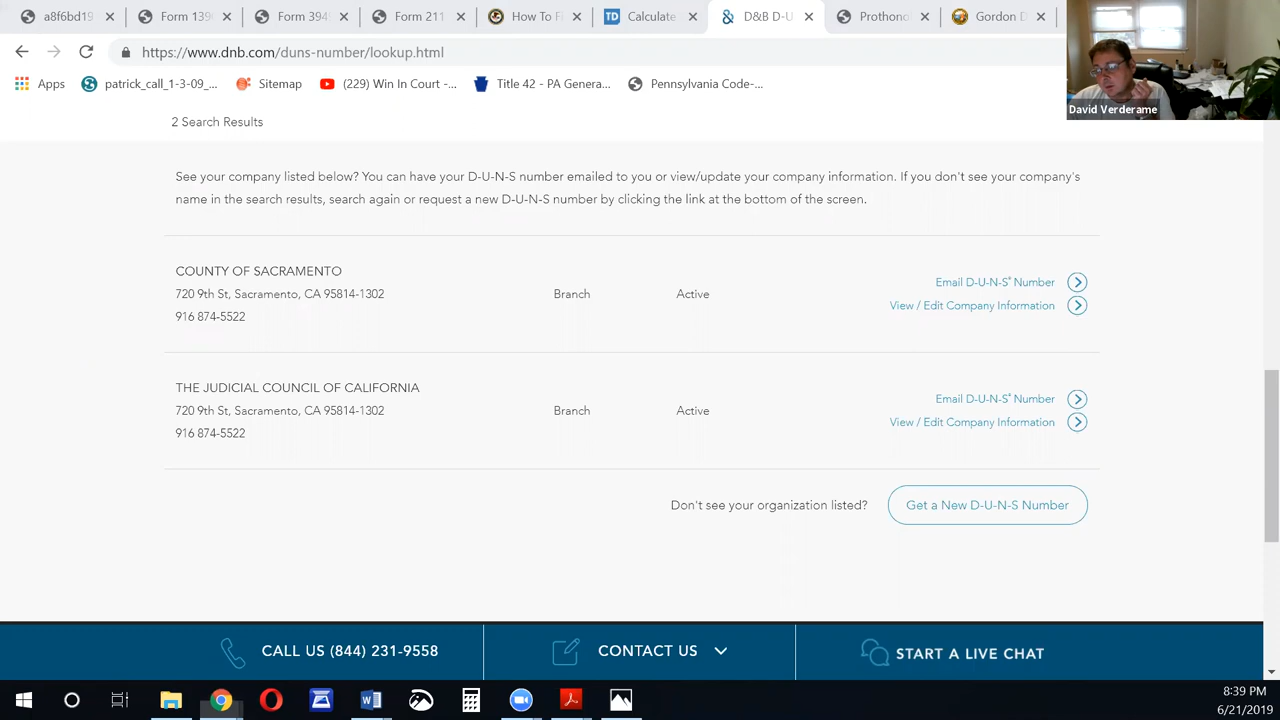 a8f6bd19
Form 139
Form 394
Form 211
How To Fi
TD Calculate
D&B D-U
Prothono
Gordon D
https://www.dnb.com/duns-number/lookup.html
Apps
patrick_call_1-3-09_...
Sitemap
(229) Win In Court-...
Title 42 - PA Genera...
Pennsylvania Code-...
David Verderame
2 Search Results
See your company listed below? You can have your D-U-N-S number emailed to you or view/update your company information. If you don't see your company's
name in the search results, search again or request a new D-U-N-S number by clicking the link at the bottom of the screen.
COUNTY OF SACRAMENTO
720 9th St, Sacramento, CA 95814-1302
916 874-5522
Branch
Active
Email D-U-N-S® Number
View / Edit Company Information
THE JUDICIAL COUNCIL OF CALIFORNIA
720 9th St, Sacramento, CA 95814-1302
916 874-5522
Branch
Active
Email D-U-N-S® Number
View / Edit Company Information
Don't see your organization listed?
Get a New D-U-N-S Number
CALL US (844) 231-9558
CONTACT US
START A LIVE CHAT
8:39 PM
6/21/2019